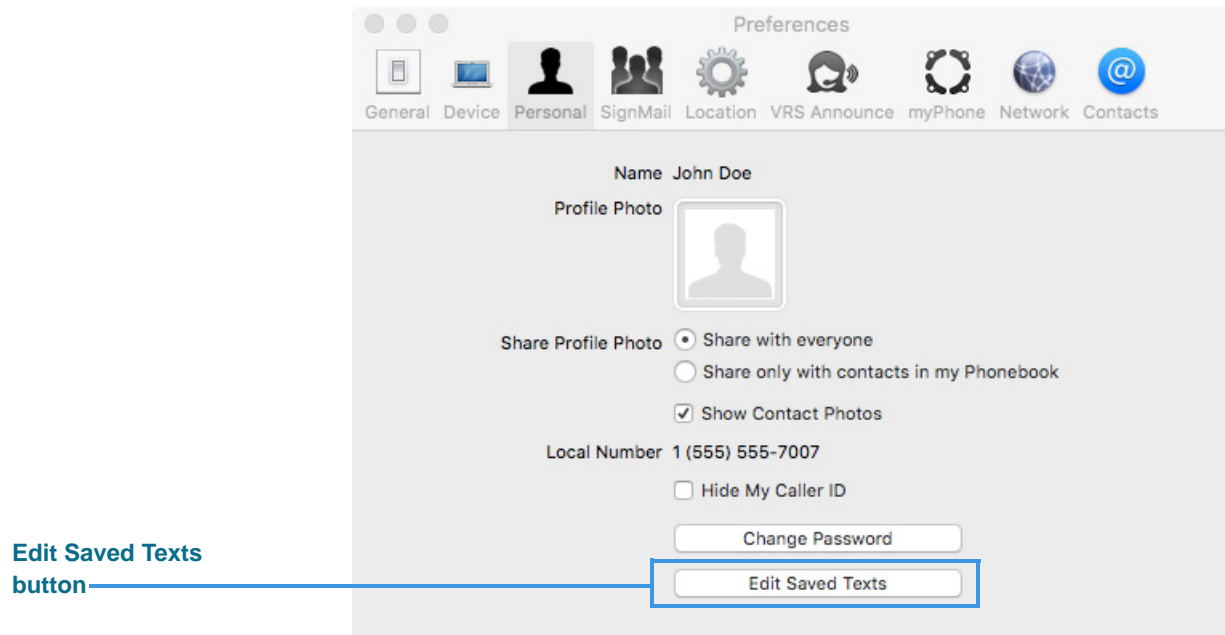 Preferences
General Device Personal SignMail Location VRS Announce myPhone Network Contacts
Name John Doe
Profile Photo
Share Profile Photo Share with everyone
Share only with contacts in my Phonebook
Show Contact Photos
Local Number 1 (555) 555-7007
Hide My Caller ID
Change Password
Edit Saved Texts
Edit Saved Texts
button